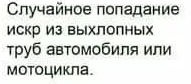 Случайное попадание
искр из выхлопных
труб автомобиля или
мотоцикла.